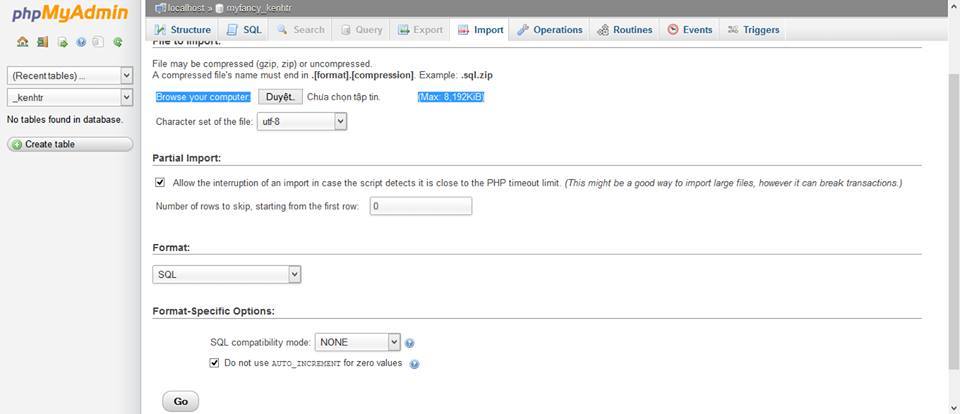 phpMyAdmin
localhost » myfancy_kenhtr
Structure SQL Search Query Export Import Operations Routines Events Triggers
File to Import:
(Recent tables) ...
_kenhtr
No tables found in database.
Create table
File may be compressed (gzip, zip) or uncompressed.
A compressed file's name must end in .[format].[compression]. Example: .sql.zip
Browse your computer: Duyệt.. Chưa chọn tập tin. (Max: 8,192KiB)
Character set of the file: utf-8
Partial Import:
Allow the interruption of an import in case the script detects it is close to the PHP timeout limit. (This might be a good way to import large files, however it can break transactions.)
Number of rows to skip, starting from the first row: 0
Format:
SQL
Format-Specific Options:
SQL compatibility mode: NONE
Do not use AUTO_INCREMENT for zero values
Go